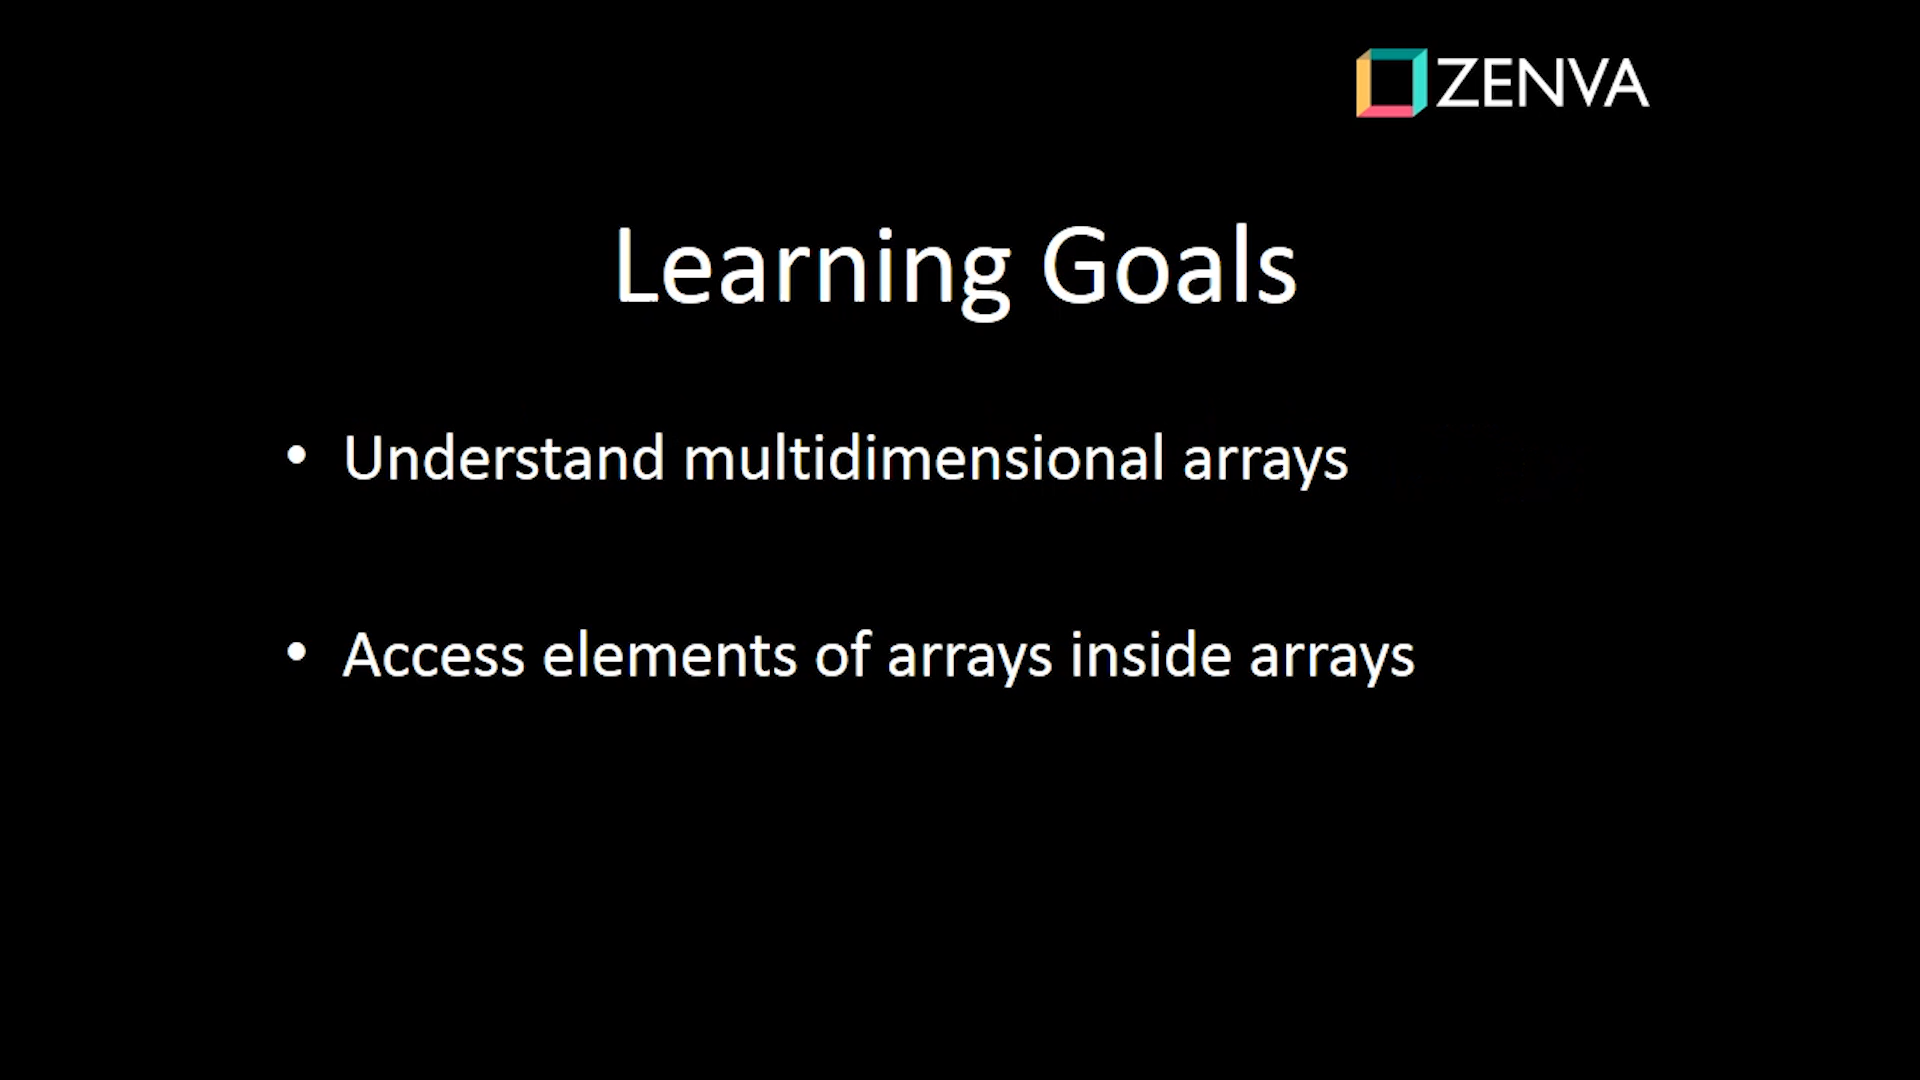 ZENVA
Learning Goals
• Understand multidimensional arrays
• Access elements of arrays inside arrays